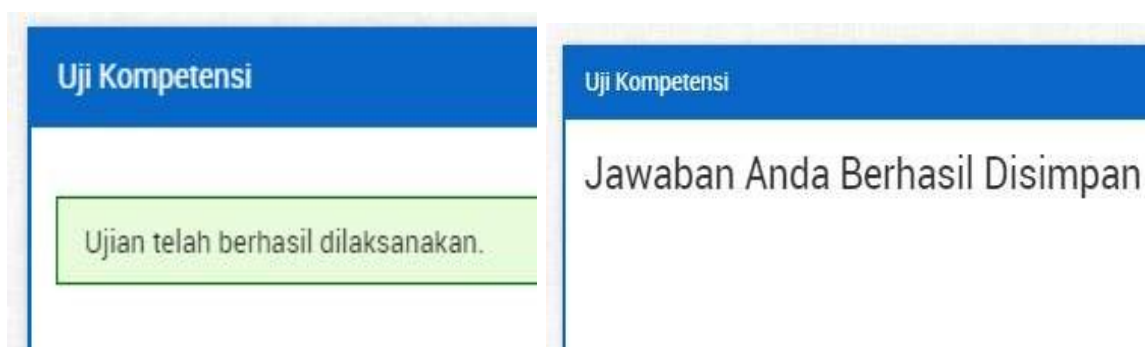 Uji Kompetensi
Ujian telah berhasil dilaksanakan.
Uji Kompetensi
Jawaban Anda Berhasil Disimpan